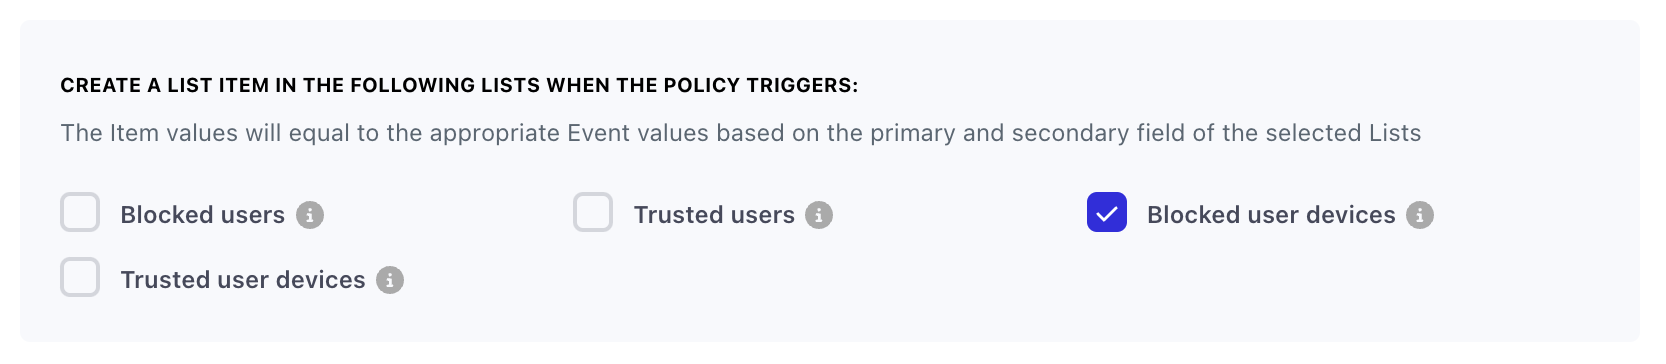 CREATE A LIST ITEM IN THE FOLLOWING LISTS WHEN THE POLICY TRIGGERS:
The Item values will equal to the appropriate Event values based on the primary and secondary field of the selected Lists
Blocked users
Trusted users
Blocked user devices
Trusted user devices